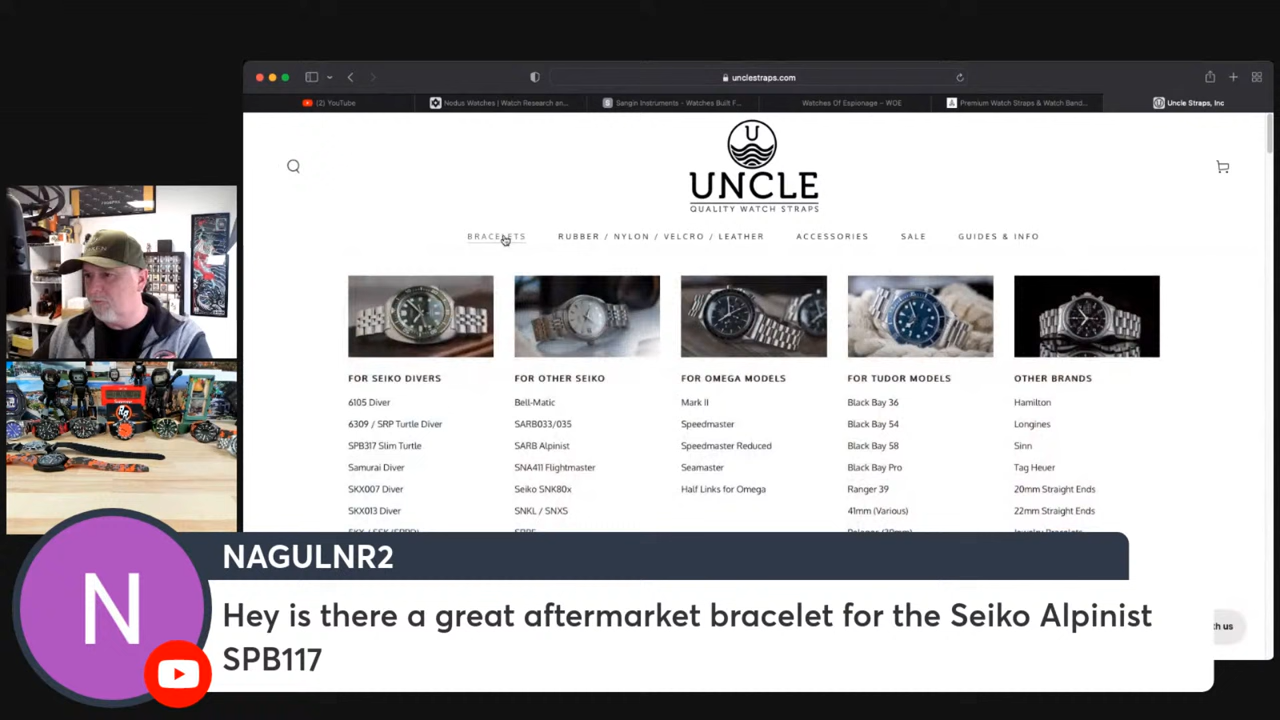 unclestraps.com
(2) YouTube
Nodus Watches | Watch Research an...
Sangin Instruments - Watches Built F...
Watches Of Espionage – WOE
Premium Watch Straps & Watch Band...
Uncle Straps, Inc
U
UNCLE
QUALITY WATCH STRAPS
BRACELETS
RUBBER / NYLON / VELCRO / LEATHER
ACCESSORIES
SALE
GUIDES & INFO
FOR SEIKO DIVERS
6105 Diver
6309 / SRP Turtle Diver
SPB317 Slim Turtle
Samurai Diver
SKX007 Diver
SKX013 Diver
FOR OTHER SEIKO
Bell-Matic
SARB033/035
SARB Alpinist
SNA411 Flightmaster
Seiko SNK80x
SNKL / SNXS
FOR OMEGA MODELS
Mark II
Speedmaster
Speedmaster Reduced
Seamaster
Half Links for Omega
FOR TUDOR MODELS
Black Bay 36
Black Bay 54
Black Bay 58
Black Bay Pro
Ranger 39
41mm (Various)
OTHER BRANDS
Hamilton
Longines
Sinn
Tag Heuer
20mm Straight Ends
22mm Straight Ends
th us
N
NAGULNR2
Hey is there a great aftermarket bracelet for the Seiko Alpinist
SPB117